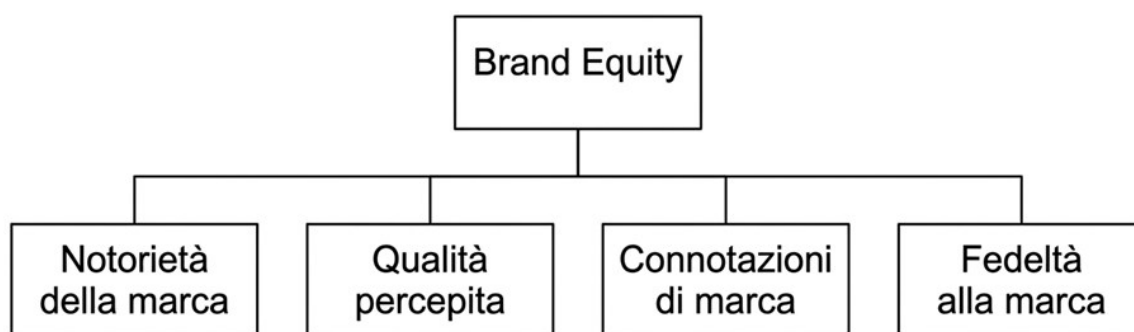 Brand Equity
Notorietà
della marca
Qualità
percepita
Connotazioni
di marca
Fedeltà
alla marca